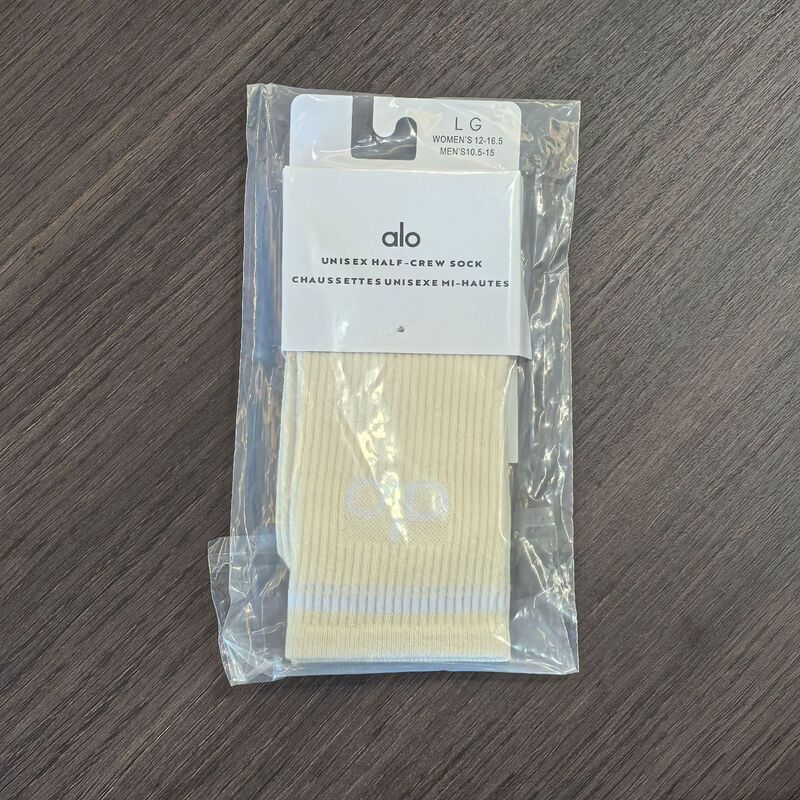 L G
WOMEN'S 12-16.5
MEN'S10.5-15
alo
UNISEX HALF-CREW SOCK
CHAUSSETTES UNISEXE MI-HAUTES